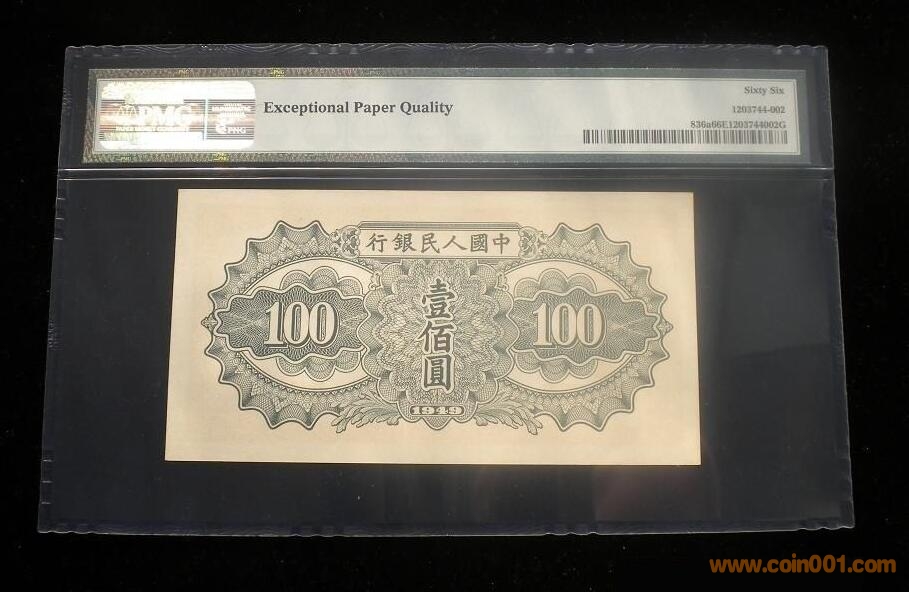 PMG
Exceptional Paper Quality
Sixty Six
1203744-002
836a66E1203744002G
行銀民人國中
100
壹佰圓
100
1949
www.coin001.com